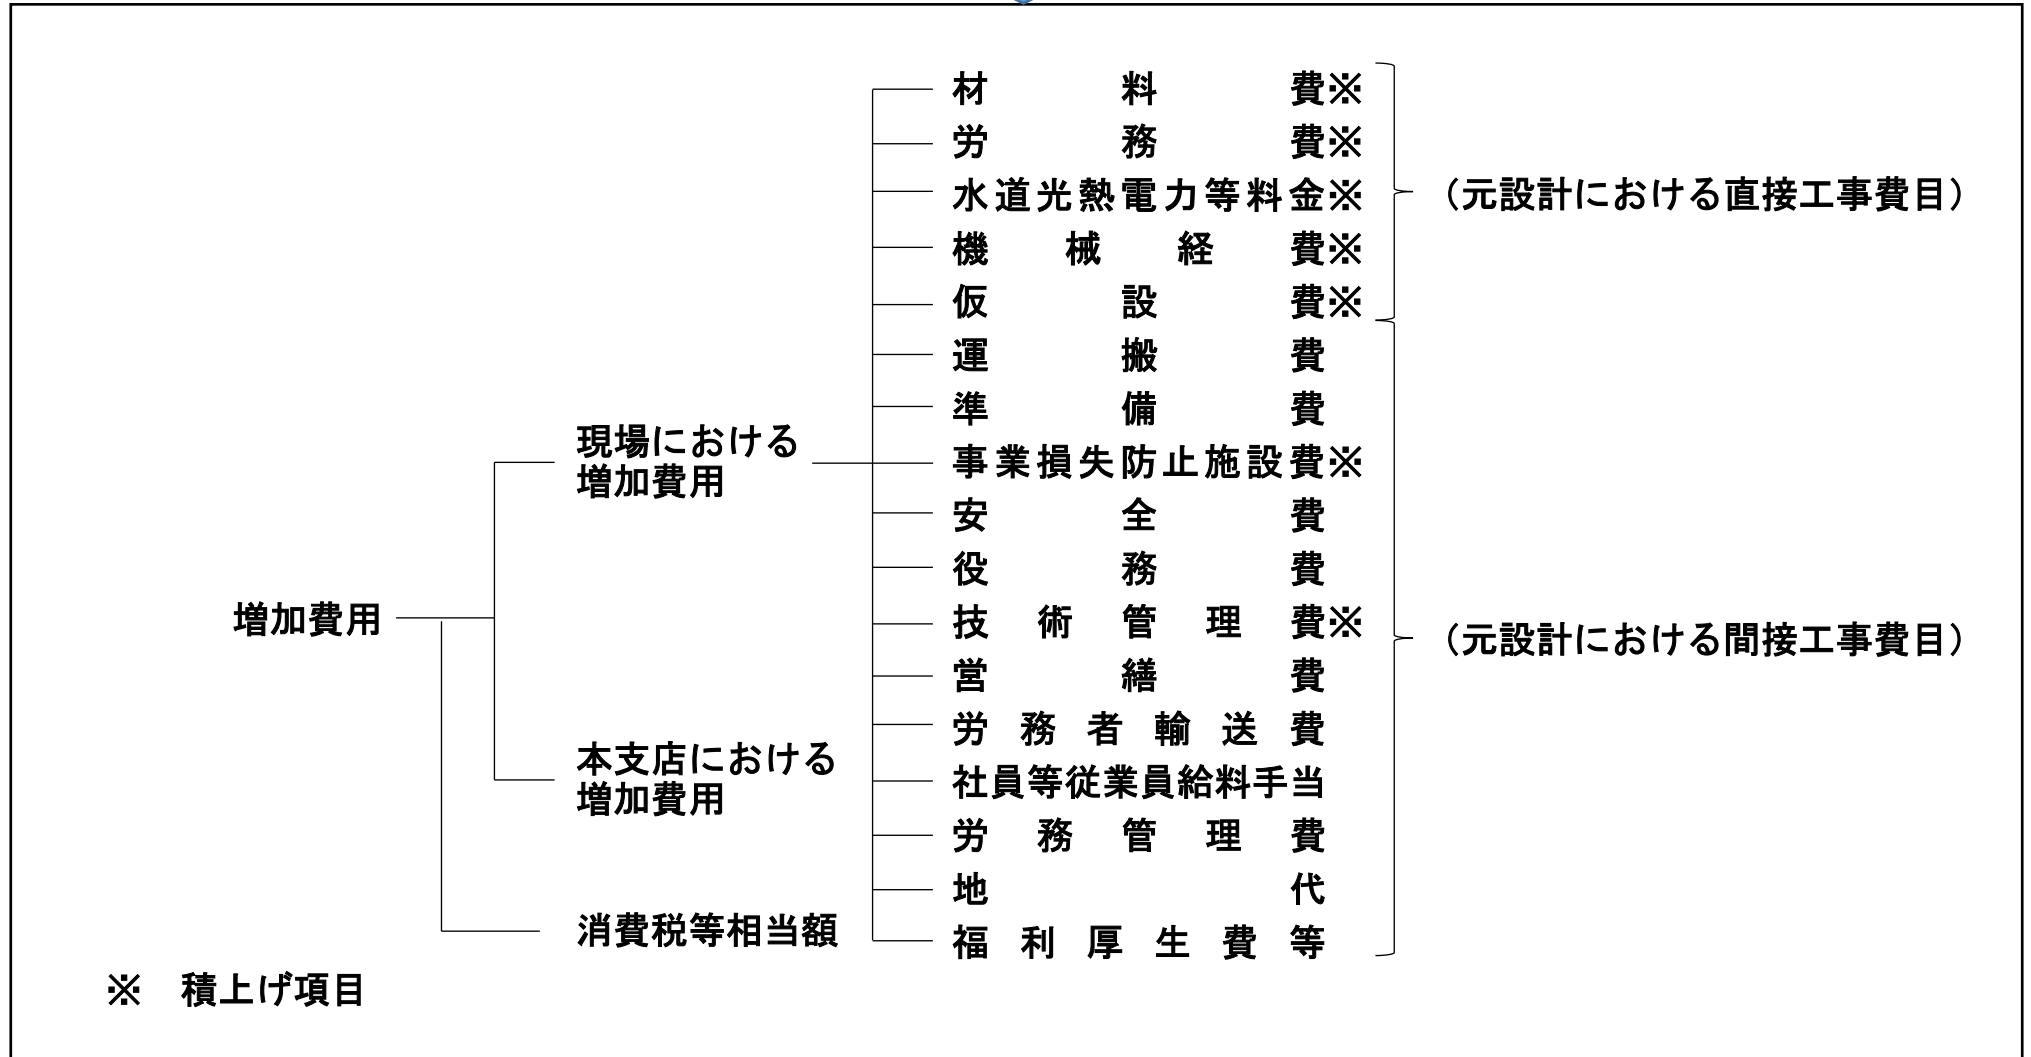 材料費※
労務費※
水道光熱電力等料金※
機械経費※
仮設費※
（元設計における直接工事費目）
運搬費
準備費
事業損失防止施設費※
安全費
役務費
技術管理費※
営繕費
労務者輸送費
社員等従業員給料手当
労務管理費
地代
福利厚生費等
（元設計における間接工事費目）
現場における
増加費用
増加費用
本支店における
増加費用
消費税等相当額
※　積上げ項目